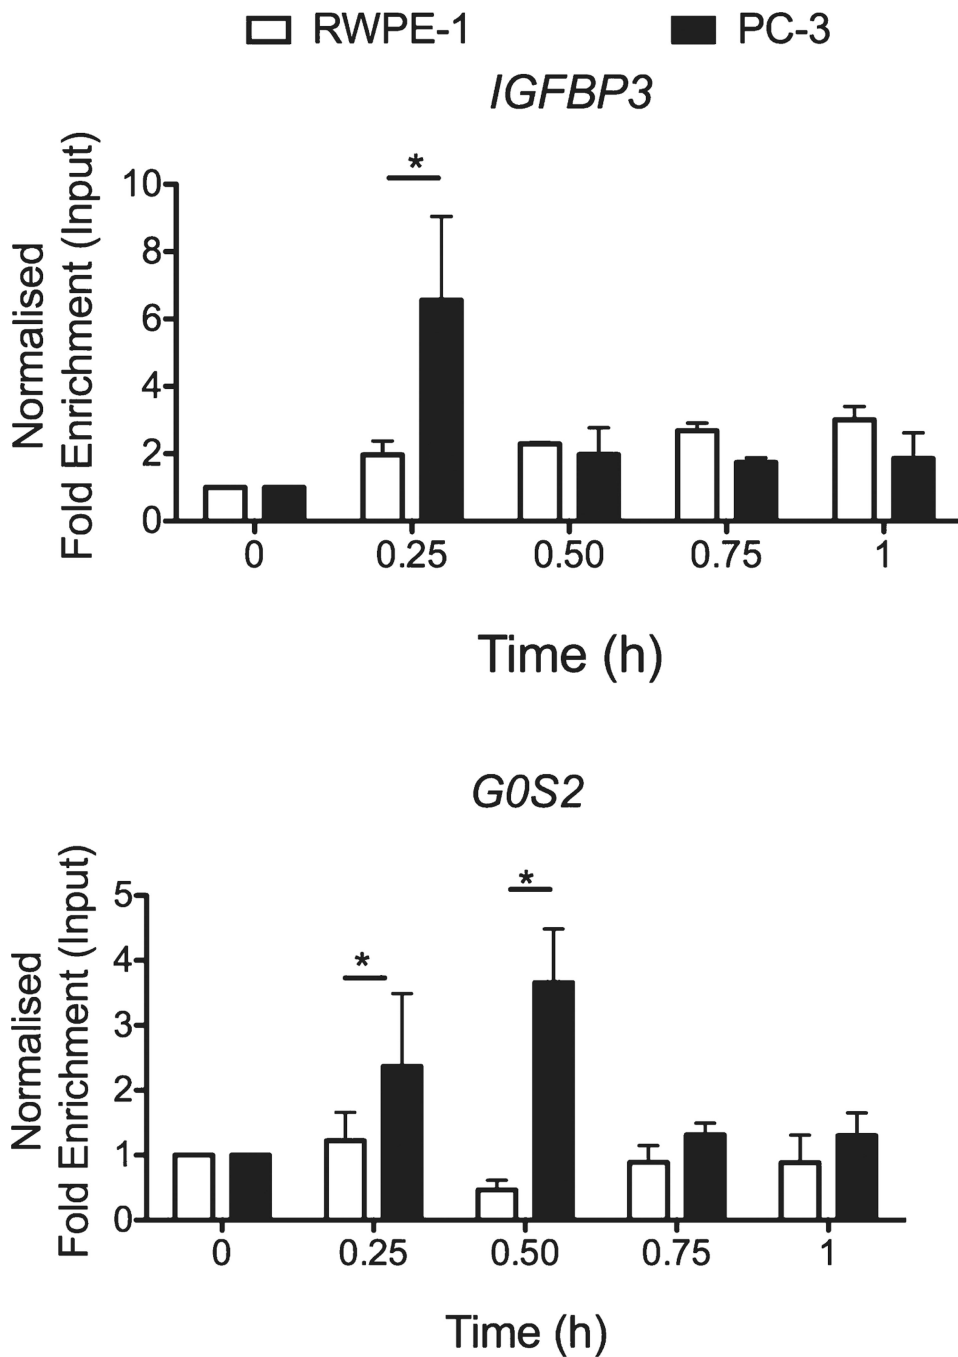 RWPE-1 PC-3
IGFBP3
*
Normalised
Fold Enrichment (Input)
10
8
6
4
2
0
0 0.25 0.50 0.75 1
Time (h)
G0S2
*
*
Normalised
Fold Enrichment (Input)
5
4
3
2
1
0
0 0.25 0.50 0.75 1
Time (h)